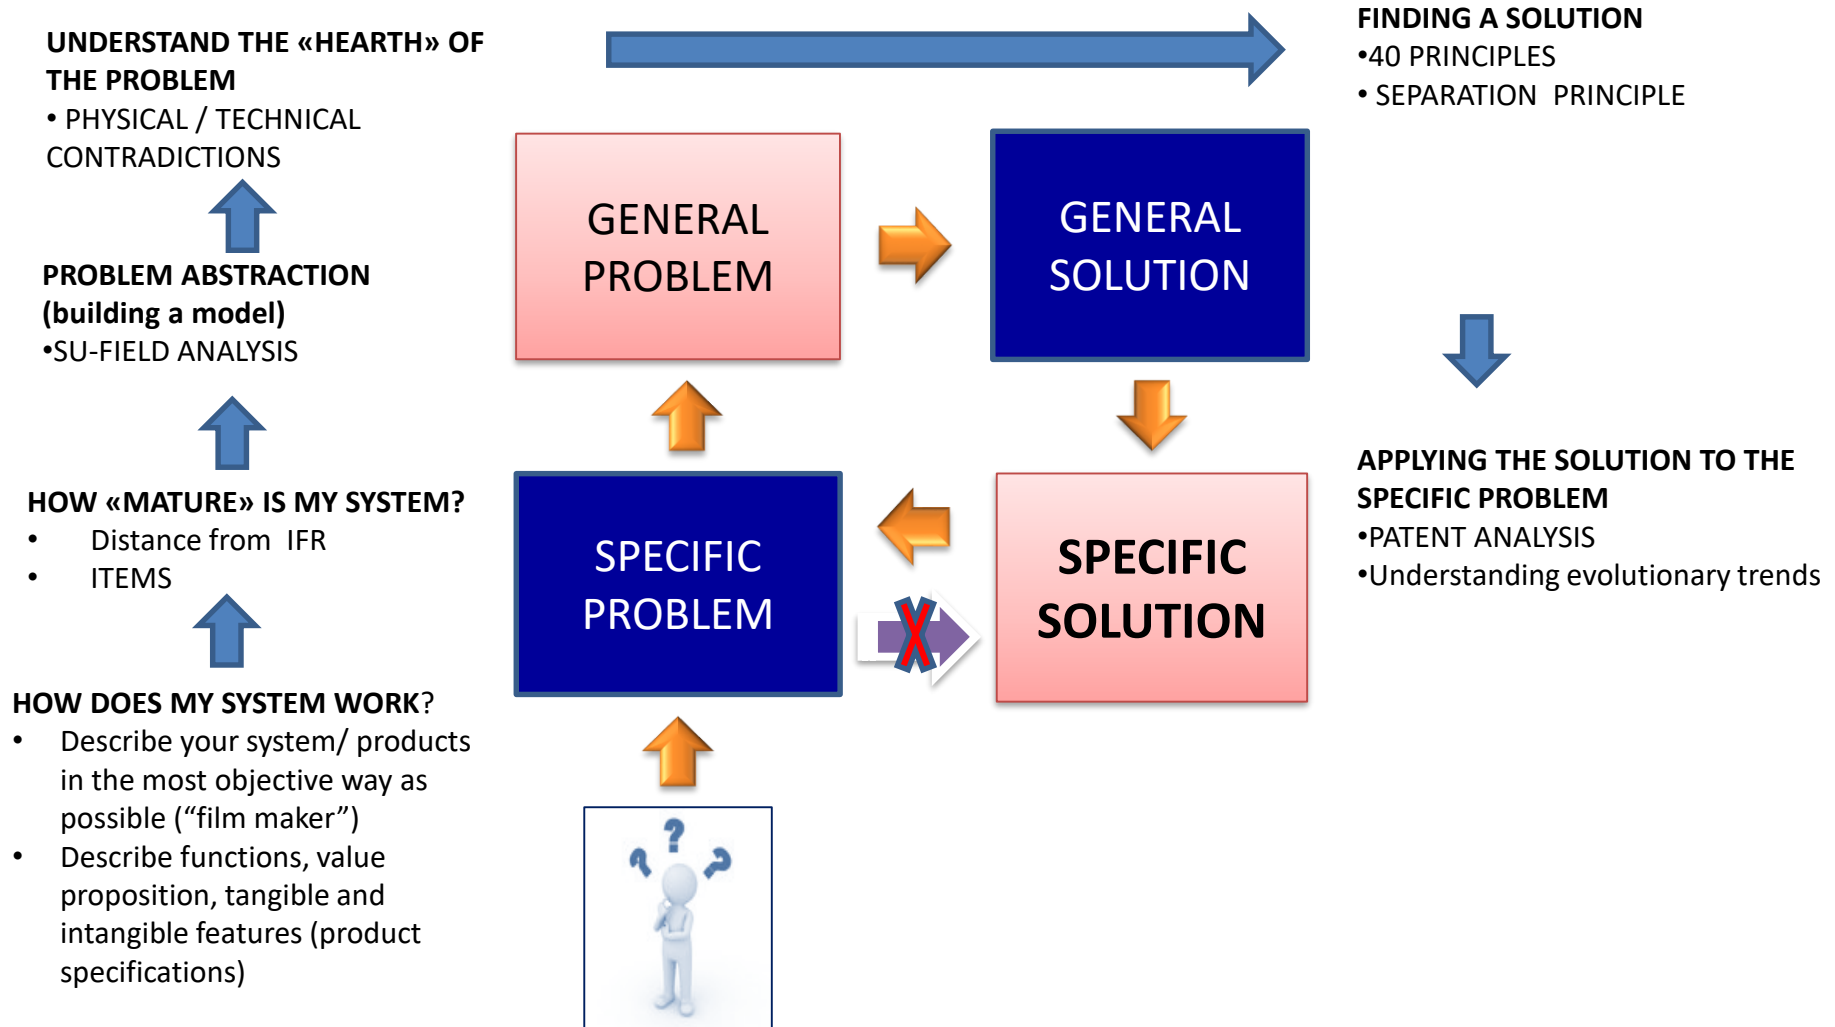 UNDERSTAND THE «HEARTH» OF
THE PROBLEM
• PHYSICAL / TECHNICAL
CONTRADICTIONS
PROBLEM ABSTRACTION
(building a model)
•SU-FIELD ANALYSIS
HOW «MATURE» IS MY SYSTEM?
• Distance from IFR
• ITEMS
HOW DOES MY SYSTEM WORK?
• Describe your system/ products
in the most objective way as
possible (“film maker”)
• Describe functions, value
proposition, tangible and
intangible features (product
specifications)
GENERAL
PROBLEM
GENERAL
SOLUTION
SPECIFIC
PROBLEM
X
SPECIFIC
SOLUTION
? ? ?
FINDING A SOLUTION
•40 PRINCIPLES
• SEPARATION PRINCIPLE
APPLYING THE SOLUTION TO THE
SPECIFIC PROBLEM
•PATENT ANALYSIS
•Understanding evolutionary trends